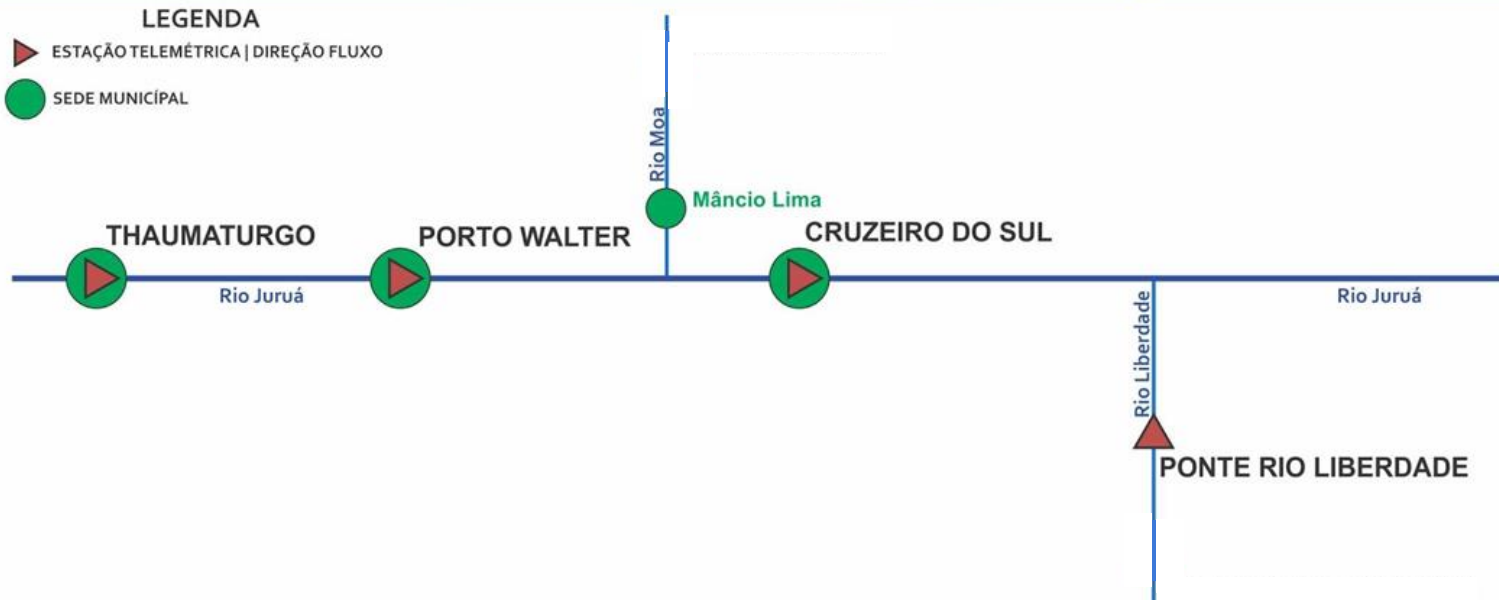 LEGENDA
ESTAÇÃO TELEMÉTRICA | DIREÇÃO FLUXO
SEDE MUNICÍPAL
Rio Moa
Mâncio Lima
THAUMATURGO
PORTO WALTER
CRUZEIRO DO SUL
Rio Juruá
Rio Juruá
Rio Liberdade
PONTE RIO LIBERDADE